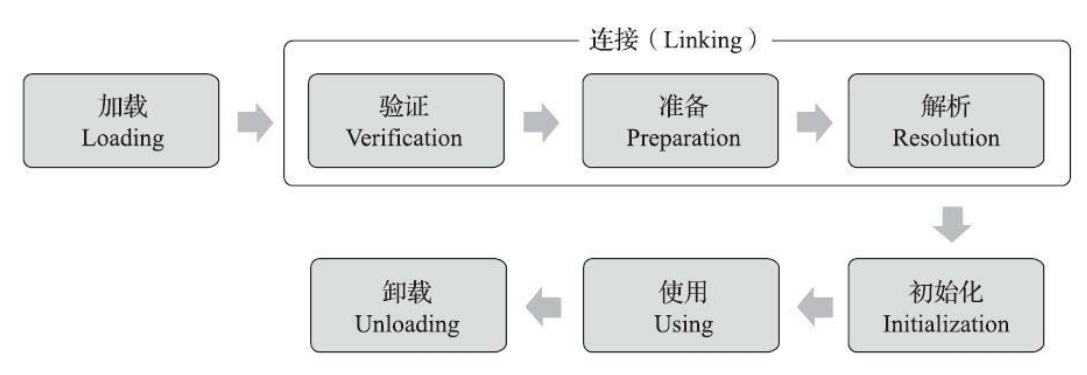 连接（Linking）
加载
Loading
验证
Verification
准备
Preparation
解析
Resolution
卸载
Unloading
使用
Using
初始化
Initialization